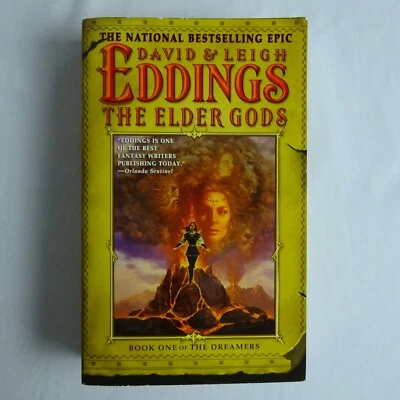 THE NATIONAL BESTSELLING EPIC
DAVID & LEIGH
EDDINGS
THE ELDER GODS
"EDDINGS IS ONE
OF THE BEST
FANTASY WRITERS
PUBLISHING TODAY."
—Orlando Sentinel
BOOK ONE OF THE DREAMERS